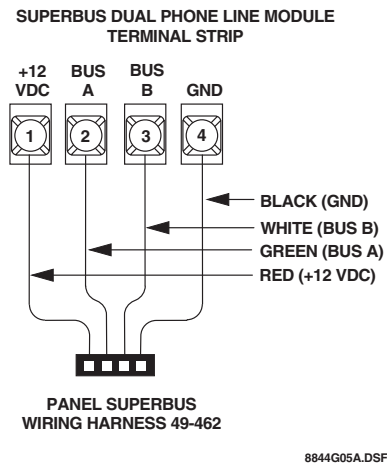 SUPERBUS DUAL PHONE LINE MODULE
TERMINAL STRIP
+12 VDC
BUS A
BUS B
GND
1 2 3 4
BLACK (GND)
WHITE (BUS B)
GREEN (BUS A)
RED (+12 VDC)
PANEL SUPERBUS
WIRING HARNESS 49-462
8844G05A.DSF